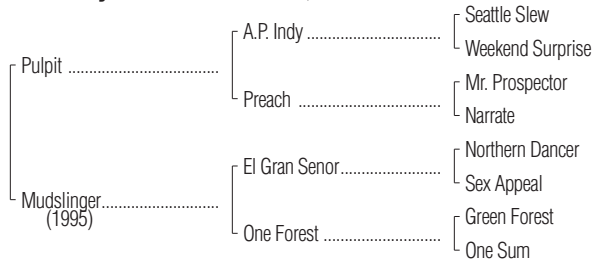 Seattle Slew
A.P. Indy ..............................
Weekend Surprise
Pulpit ..................................
Mr. Prospector
Preach ................................
Narrate
Northern Dancer
El Gran Senor......................
Sex Appeal
Mudslinger..........................
(1995)
Green Forest
One Forest ..........................
One Sum